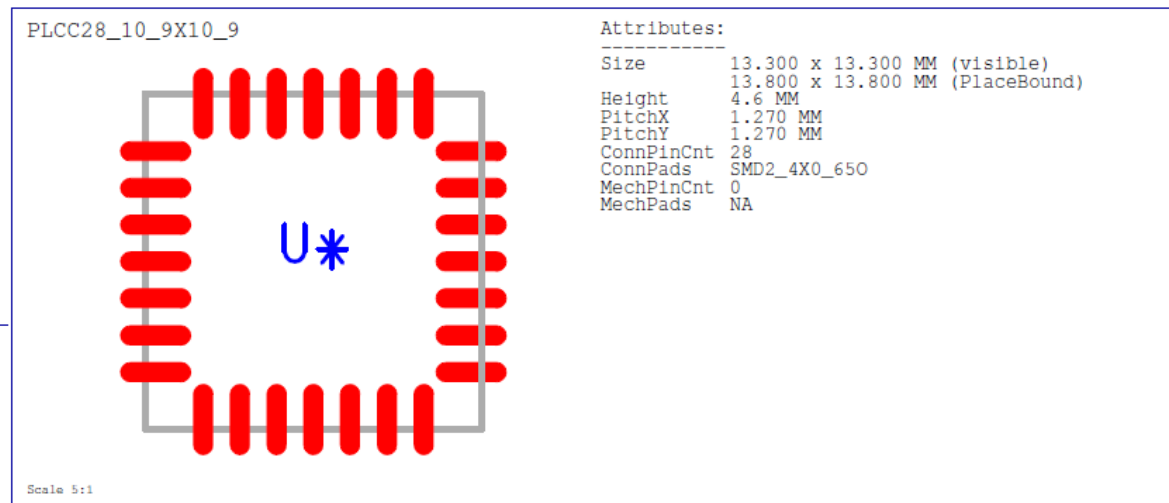 PLCC28_10_9X10_9
U*
Scale 5:1
Attributes:
-----------
Size 13.300 x 13.300 MM (visible)
13.800 x 13.800 MM (PlaceBound)
Height 4.6 MM
PitchX 1.270 MM
PitchY 1.270 MM
ConnPinCnt 28
ConnPads SMD2_4X0_65O
MechPinCnt 0
MechPads NA